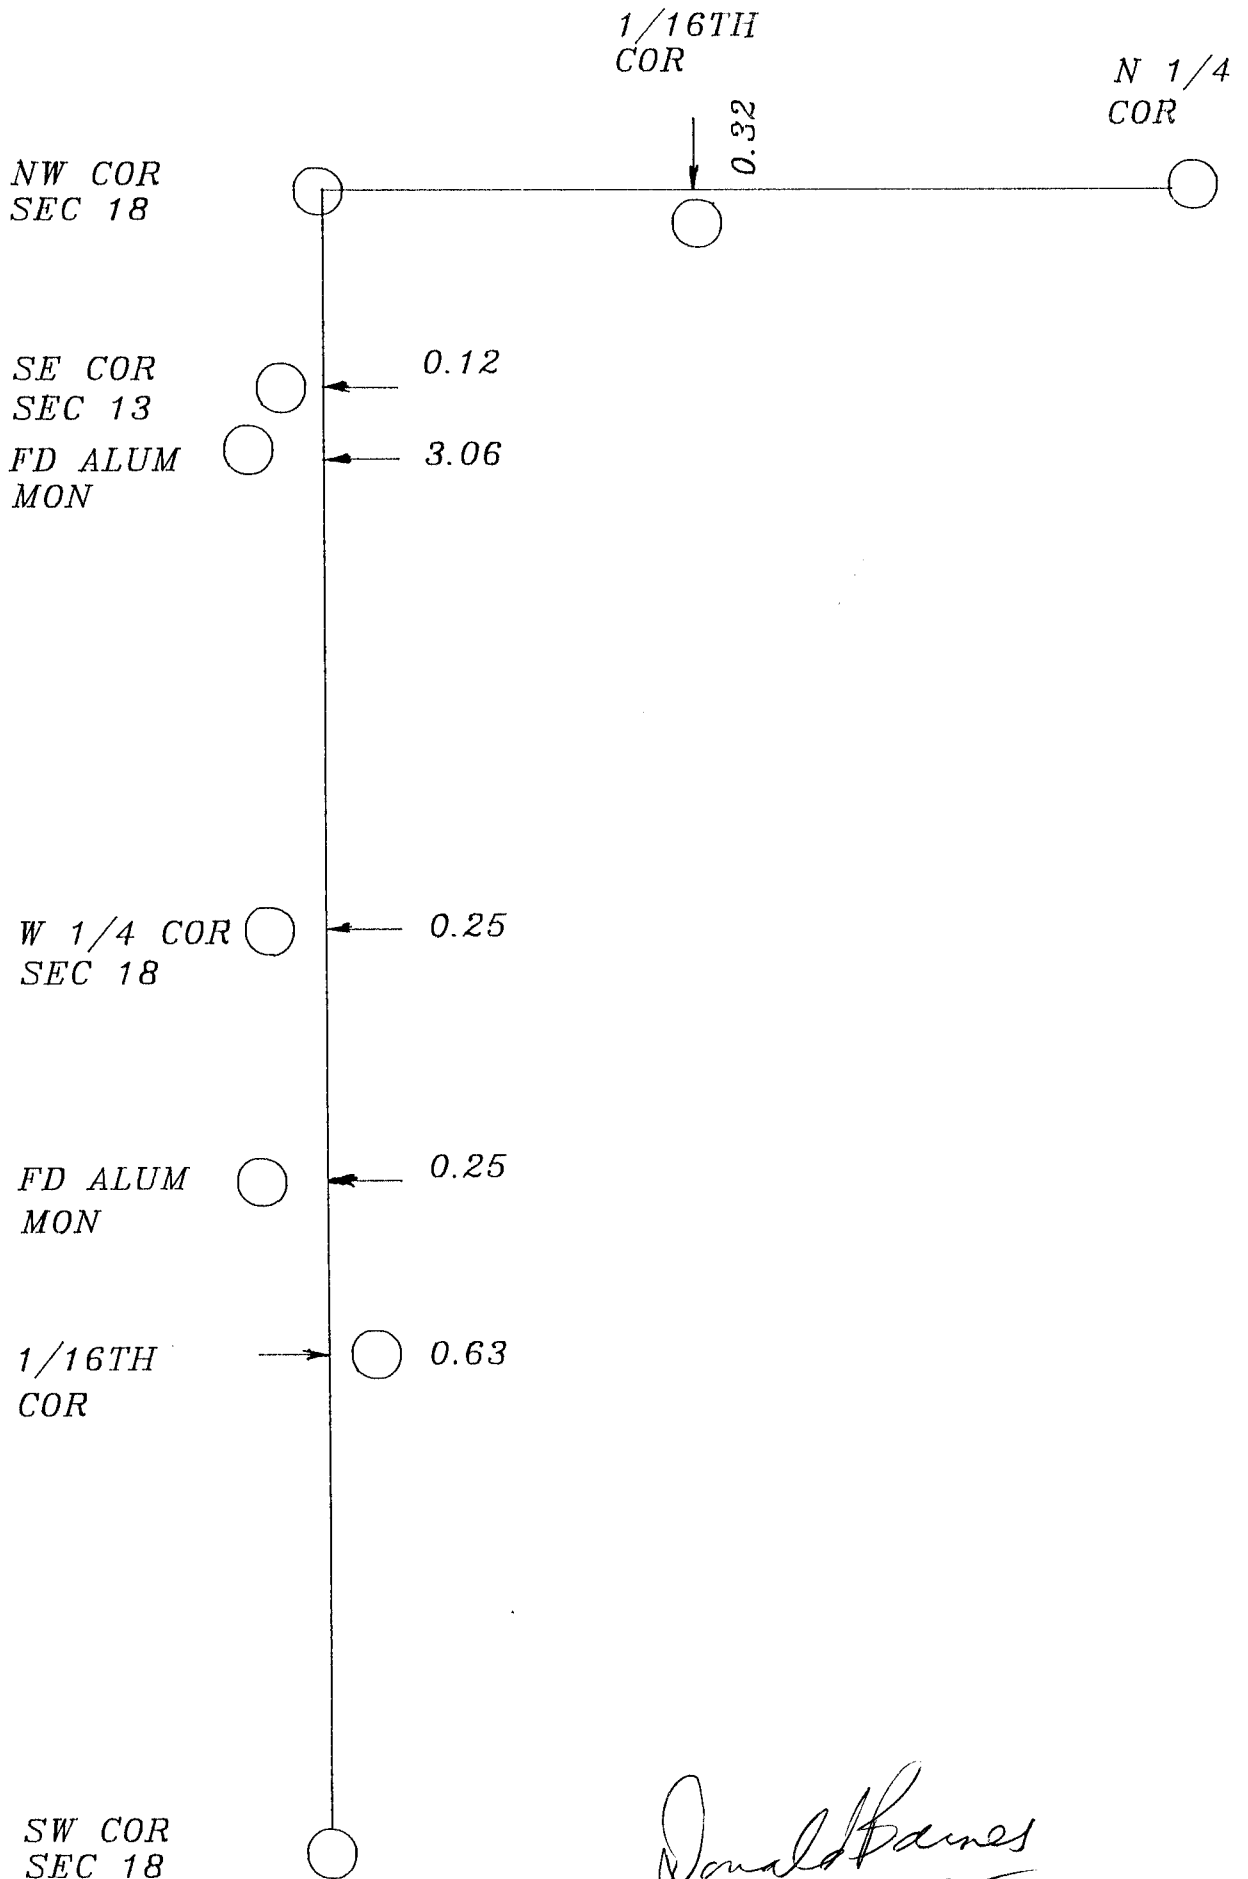 1/16TH
COR
N 1/4
COR
0.32
NW COR
SEC 18
SE COR
SEC 13
0.12
FD ALUM
MON
3.06
W 1/4 COR
SEC 18
0.25
FD ALUM
MON
0.25
1/16TH
COR
0.63
SW COR
SEC 18
Donald Barnes